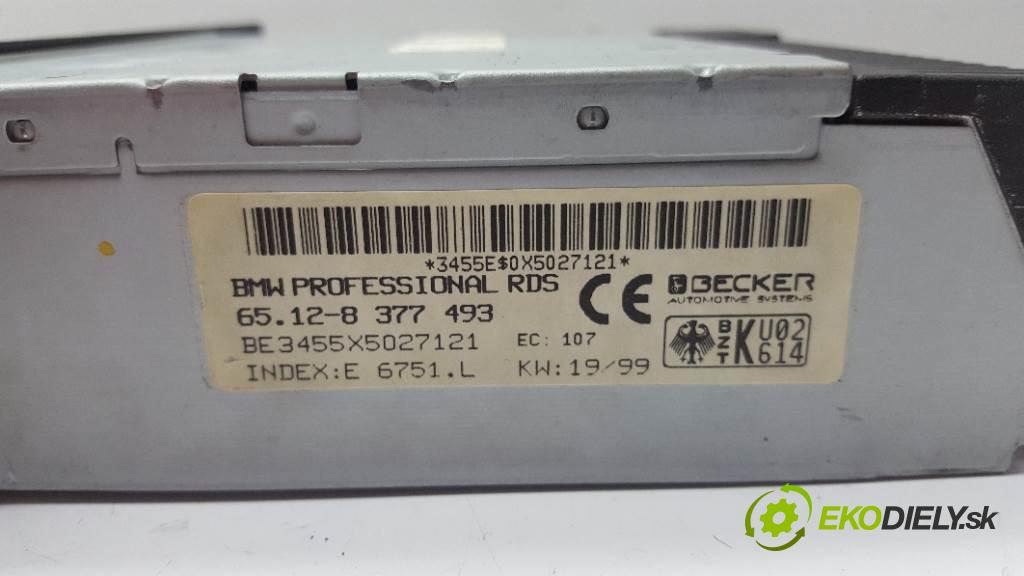 *3455E$0X5027121*
BMW PROFESSIONAL RDS
65.12-8 377 493
BE3455X5027121 EC: 107
INDEX:E 6751.L KW:19/99
CE
BECKER
AUTOMOTIVE SYSTEMS
BZT K U02 614
EKODIELY.sk